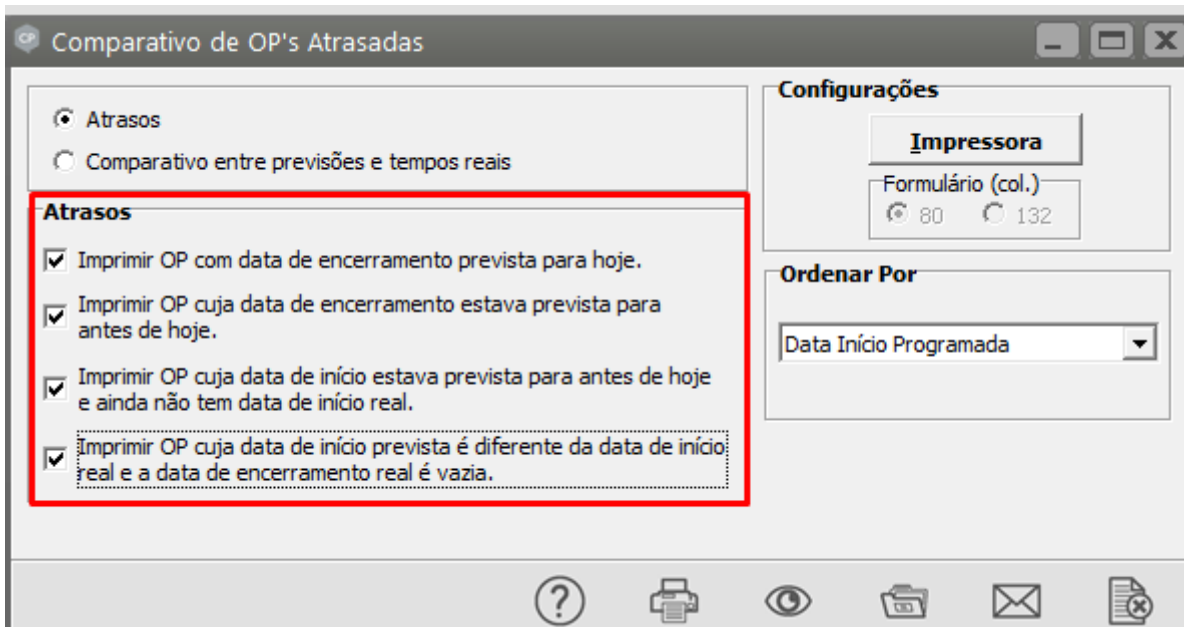 CP Comparativo de OP's Atrasadas
Atrasos
Comparativo entre previsões e tempos reais
Atrasos
Imprimir OP com data de encerramento prevista para hoje.
Imprimir OP cuja data de encerramento estava prevista para
antes de hoje.
Imprimir OP cuja data de início estava prevista para antes de hoje
e ainda não tem data de início real.
Imprimir OP cuja data de início prevista é diferente da data de início
real e a data de encerramento real é vazia.
Configurações
Impressora
Formulário (col.)
80 132
Ordenar Por
Data Início Programada